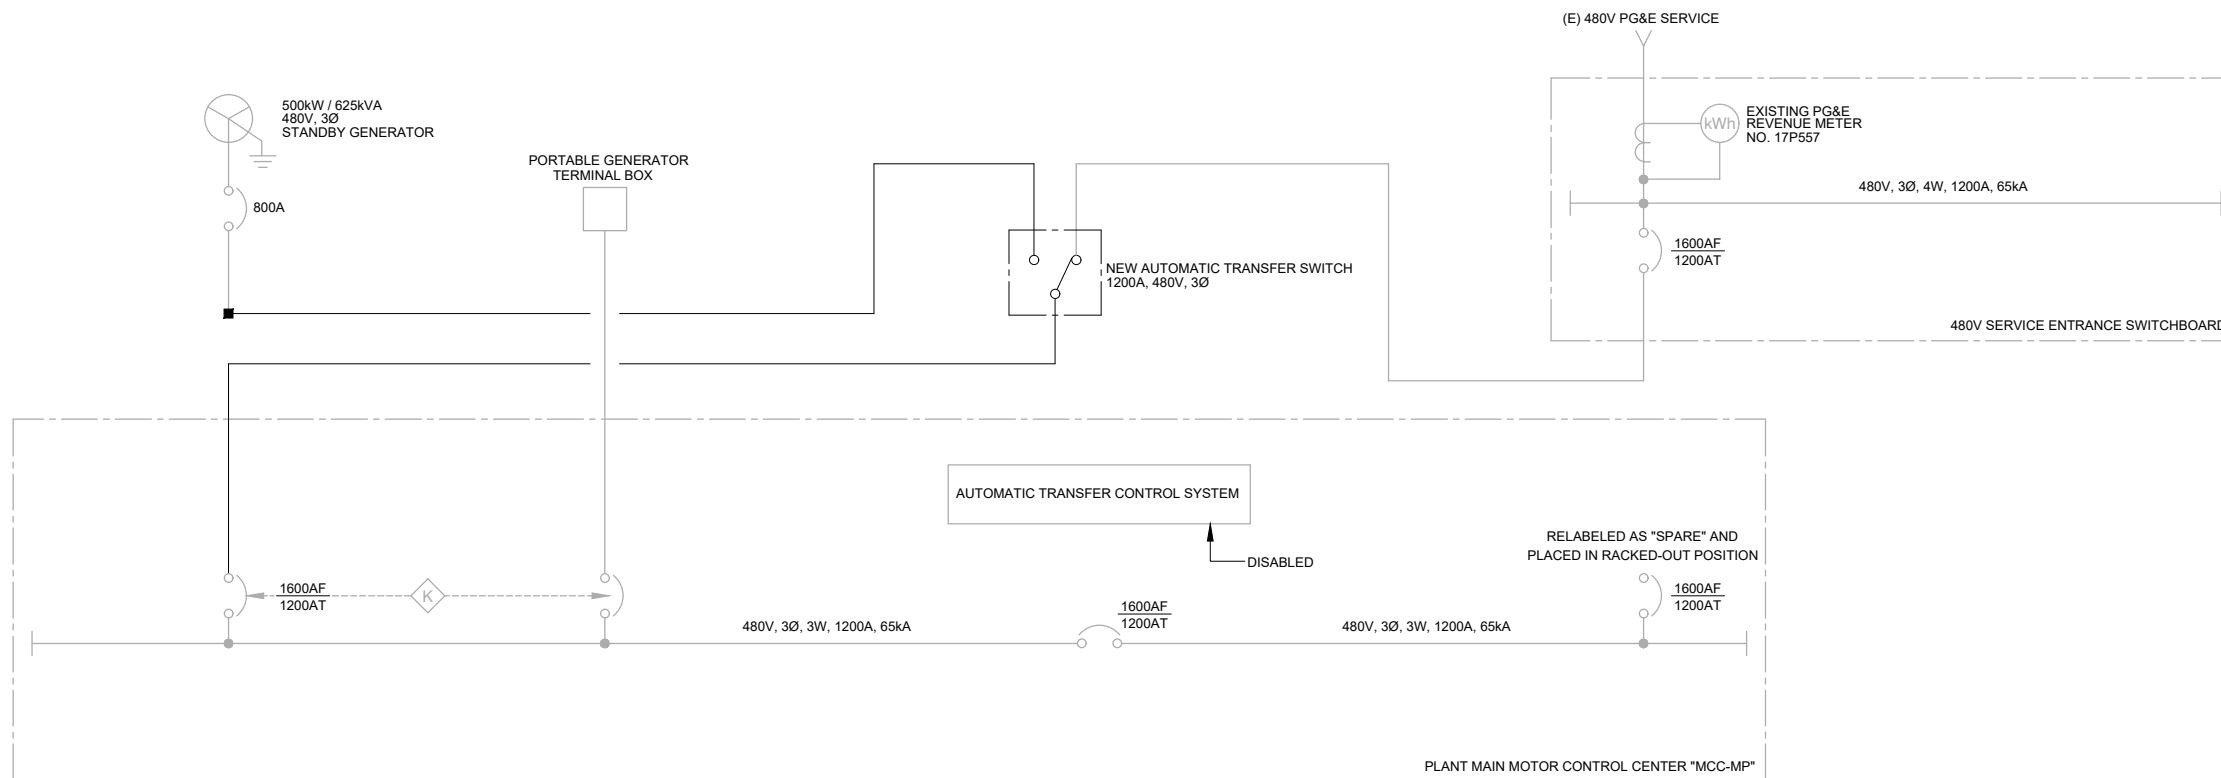 (E) 480V PG&E SERVICE
500kW / 625kVA
480V, 3Ø
STANDBY GENERATOR
kWh
EXISTING PG&E
REVENUE METER
NO. 17P557
PORTABLE GENERATOR
TERMINAL BOX
480V, 3Ø, 4W, 1200A, 65kA
800A
1600AF
1200AT
NEW AUTOMATIC TRANSFER SWITCH
1200A, 480V, 3Ø
480V SERVICE ENTRANCE SWITCHBOARD
AUTOMATIC TRANSFER CONTROL SYSTEM
DISABLED
RELABELED AS "SPARE" AND
PLACED IN RACKED-OUT POSITION
1600AF
1200AT
K
1600AF
1200AT
1600AF
1200AT
480V, 3Ø, 3W, 1200A, 65kA
480V, 3Ø, 3W, 1200A, 65kA
PLANT MAIN MOTOR CONTROL CENTER "MCC-MP"